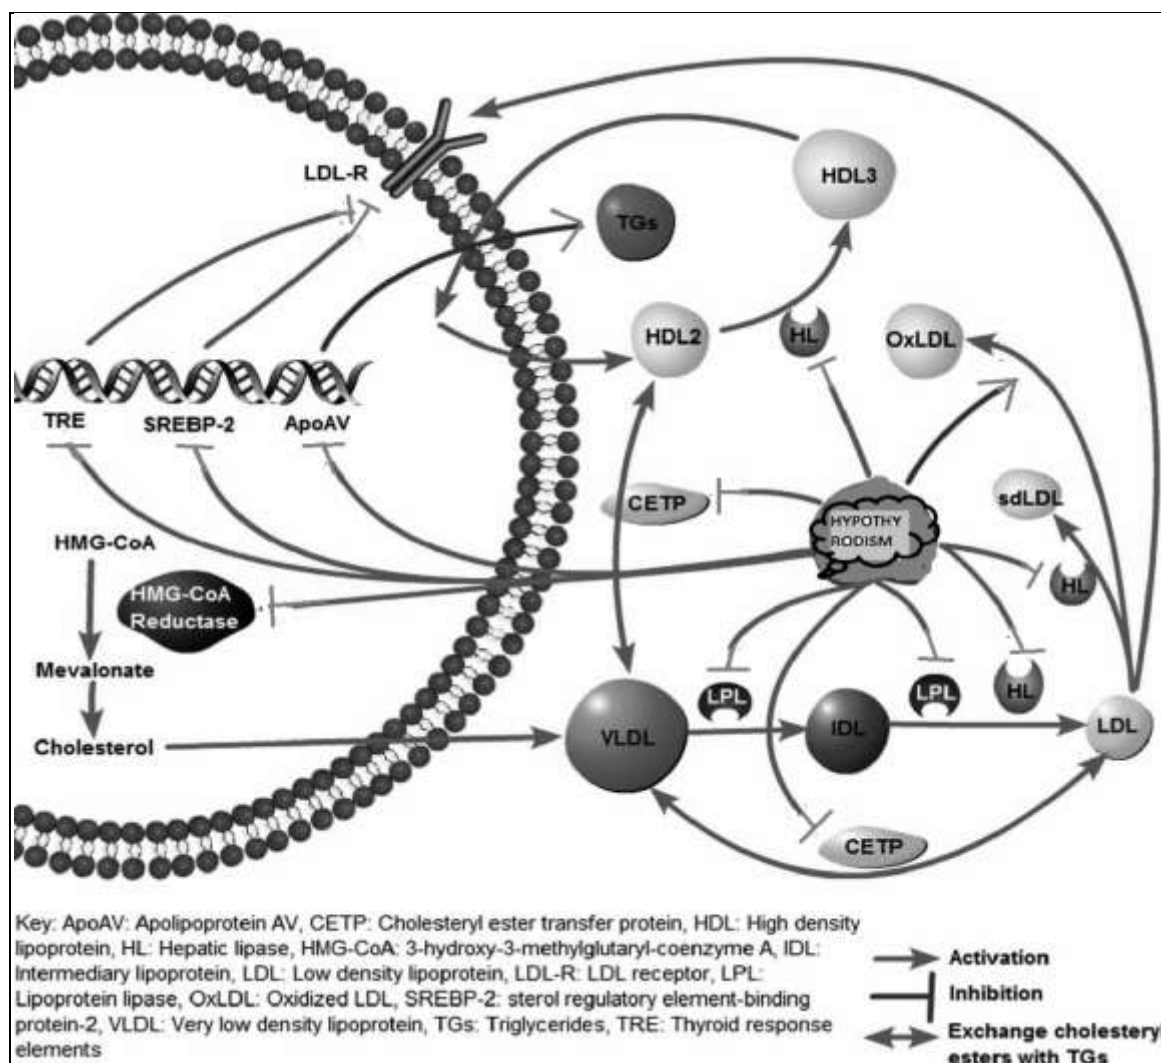 LDL-R
HDL3
TGs
HDL2
HL
OxLDL
TRE
SREBP-2
ApoAV
CETP
sdLDL
HYPOTHY
RODISM
HMG-CoA
HL
HMG-CoA
Reductase
Mevalonate
LPL
LPL
HL
Cholesterol
VLDL
IDL
LDL
CETP
Key: ApoAV: Apolipoprotein AV, CETP: Cholesteryl ester transfer protein, HDL: High density
lipoprotein, HL: Hepatic lipase, HMG-CoA: 3-hydroxy-3-methylglutaryl-coenzyme A, IDL:
Intermediary lipoprotein, LDL: Low density lipoprotein, LDL-R: LDL receptor, LPL:
Lipoprotein lipase, OxLDL: Oxidized LDL, SREBP-2: sterol regulatory element-binding
protein-2, VLDL: Very low density lipoprotein, TGs: Triglycerides, TRE: Thyroid response
elements
Activation
Inhibition
Exchange cholestery
esters with TGs